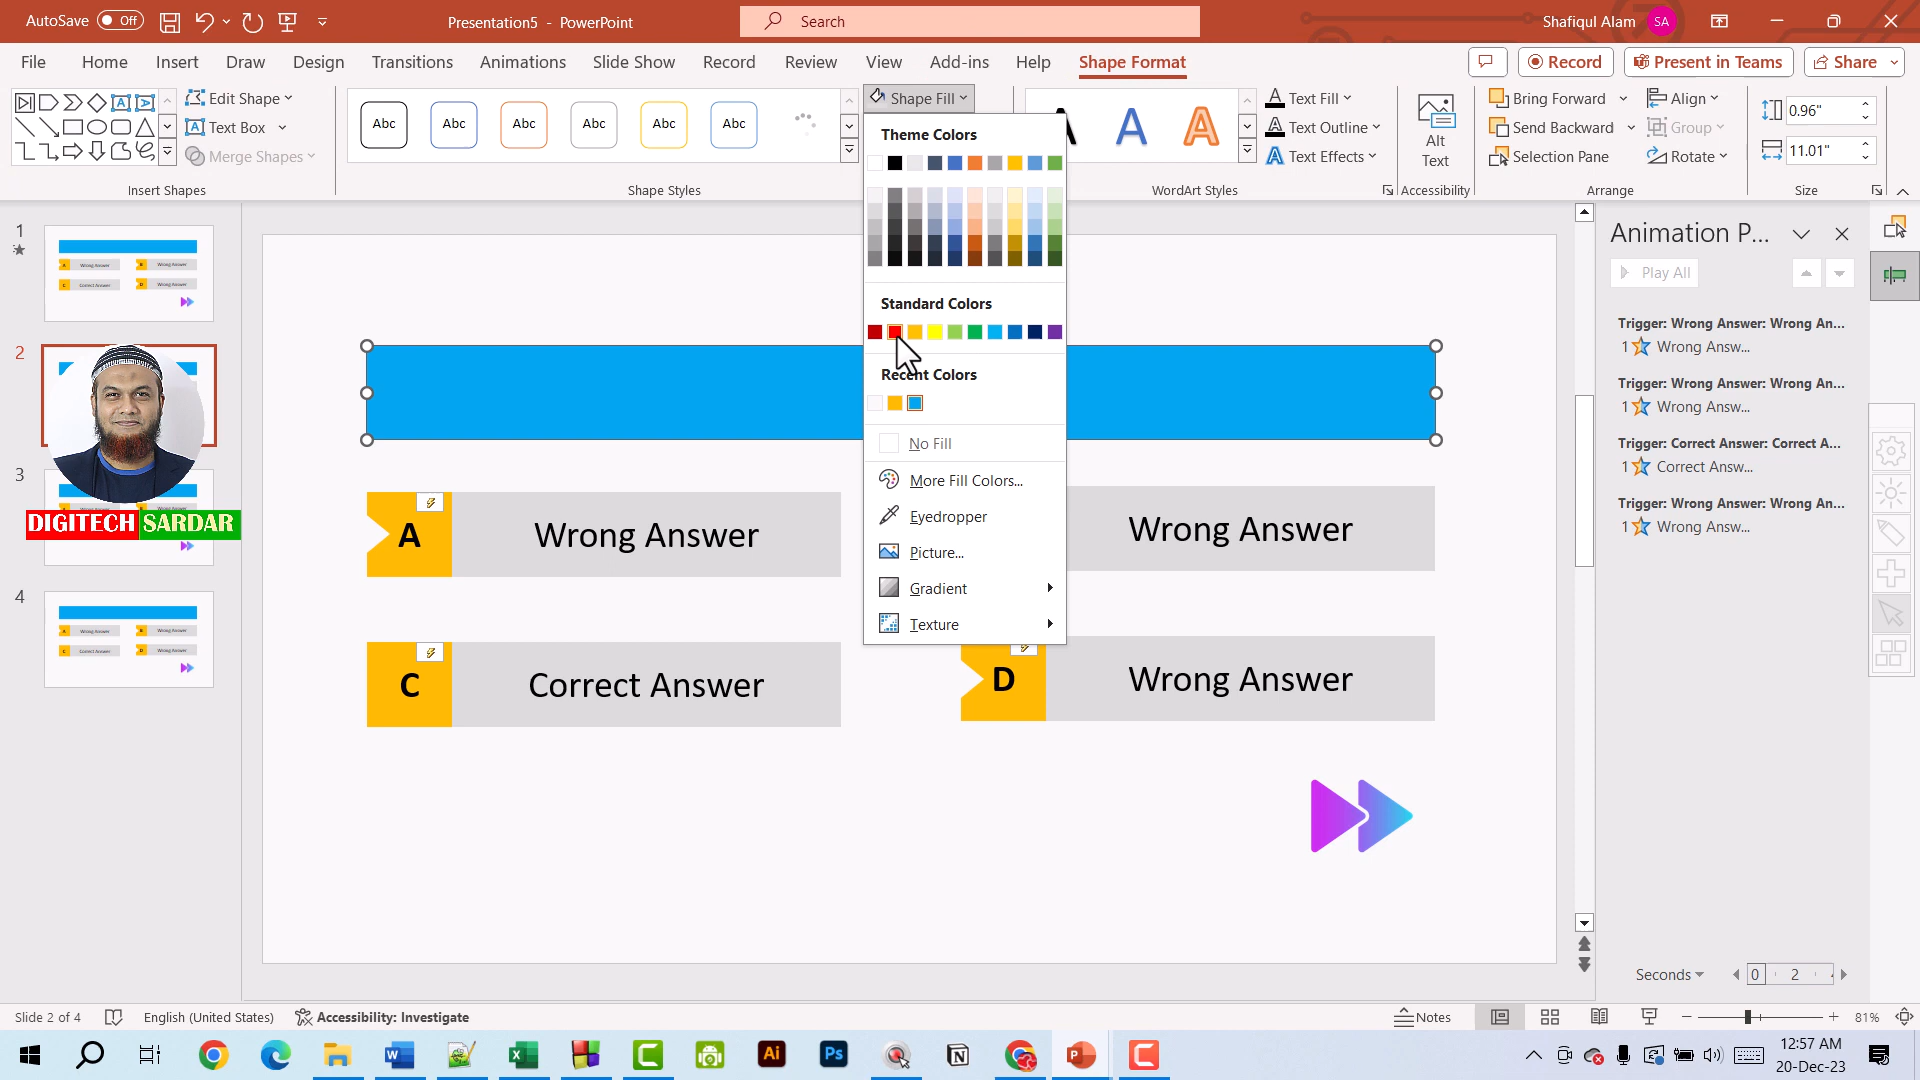 AutoSave Off
Presentation5 - PowerPoint
Search
Shafiqul Alam SA
File Home Insert Draw Design Transitions Animations Slide Show Record Review View Add-ins Help Shape Format
Record Present in Teams Share
Edit Shape
Text Box
Merge Shapes
Insert Shapes
Abc Abc Abc Abc Abc Abc
Shape Styles
Shape Fill
Theme Colors
Standard Colors
Recent Colors
No Fill
More Fill Colors...
Eyedropper
Picture...
Gradient
Texture
A A
Text Fill
Text Outline
Text Effects
WordArt Styles
Alt
Text
Accessibility
Bring Forward
Send Backward
Selection Pane
Align
Group
Rotate
Arrange
0.96"
11.01"
Size
1
2
3
4
DIGITECH SARDAR
A Wrong Answer
Wrong Answer
C Correct Answer
D Wrong Answer
Animation P...
Play All
Trigger: Wrong Answer: Wrong An...
1 Wrong Answ...
Trigger: Wrong Answer: Wrong An...
1 Wrong Answ...
Trigger: Correct Answer: Correct A...
1 Correct Answ...
Trigger: Wrong Answer: Wrong An...
1 Wrong Answ...
Seconds 0 2
Slide 2 of 4 English (United States) Accessibility: Investigate
Notes 81%
Ai Ps
12:57 AM
20-Dec-23